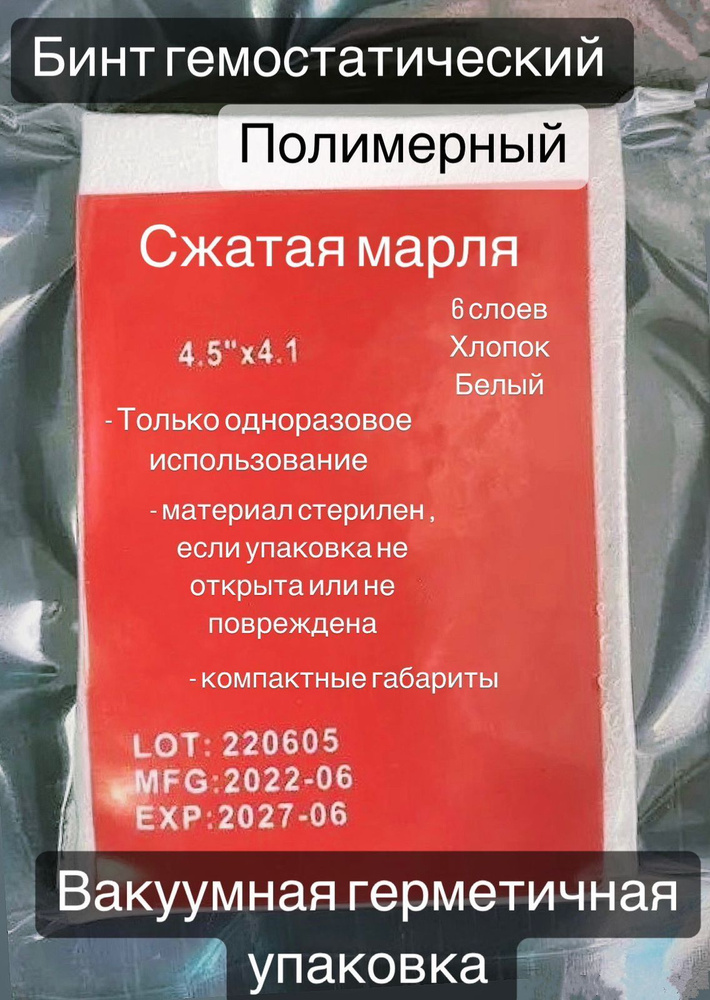 Бинт гемостатический
Полимерный
Сжатая марля
6 слоев
Хлопок
Белый
4.5"x4.1
- Только одноразовое
использование
- материал стерилен ,
если упаковка не
открыта или не
повреждена
- компактные габариты
LOT: 220605
MFG:2022-06
EXP:2027-06
Вакуумная герметичная
упаковка